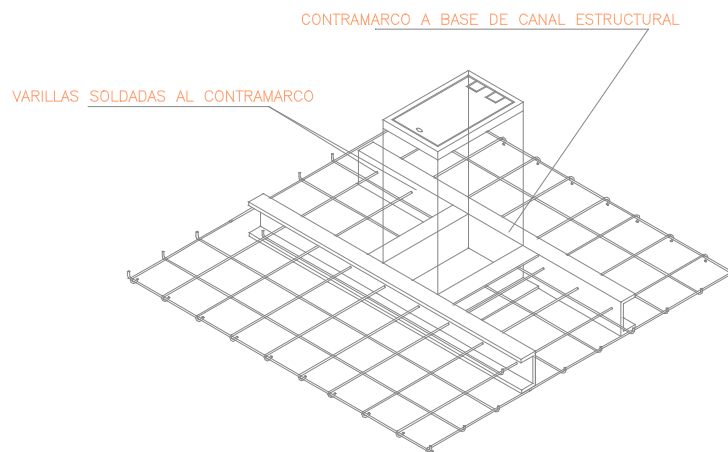 CONTRAMARCO A BASE DE CANAL ESTRUCTURAL
VARILLAS SOLDADAS AL CONTRAMARCO